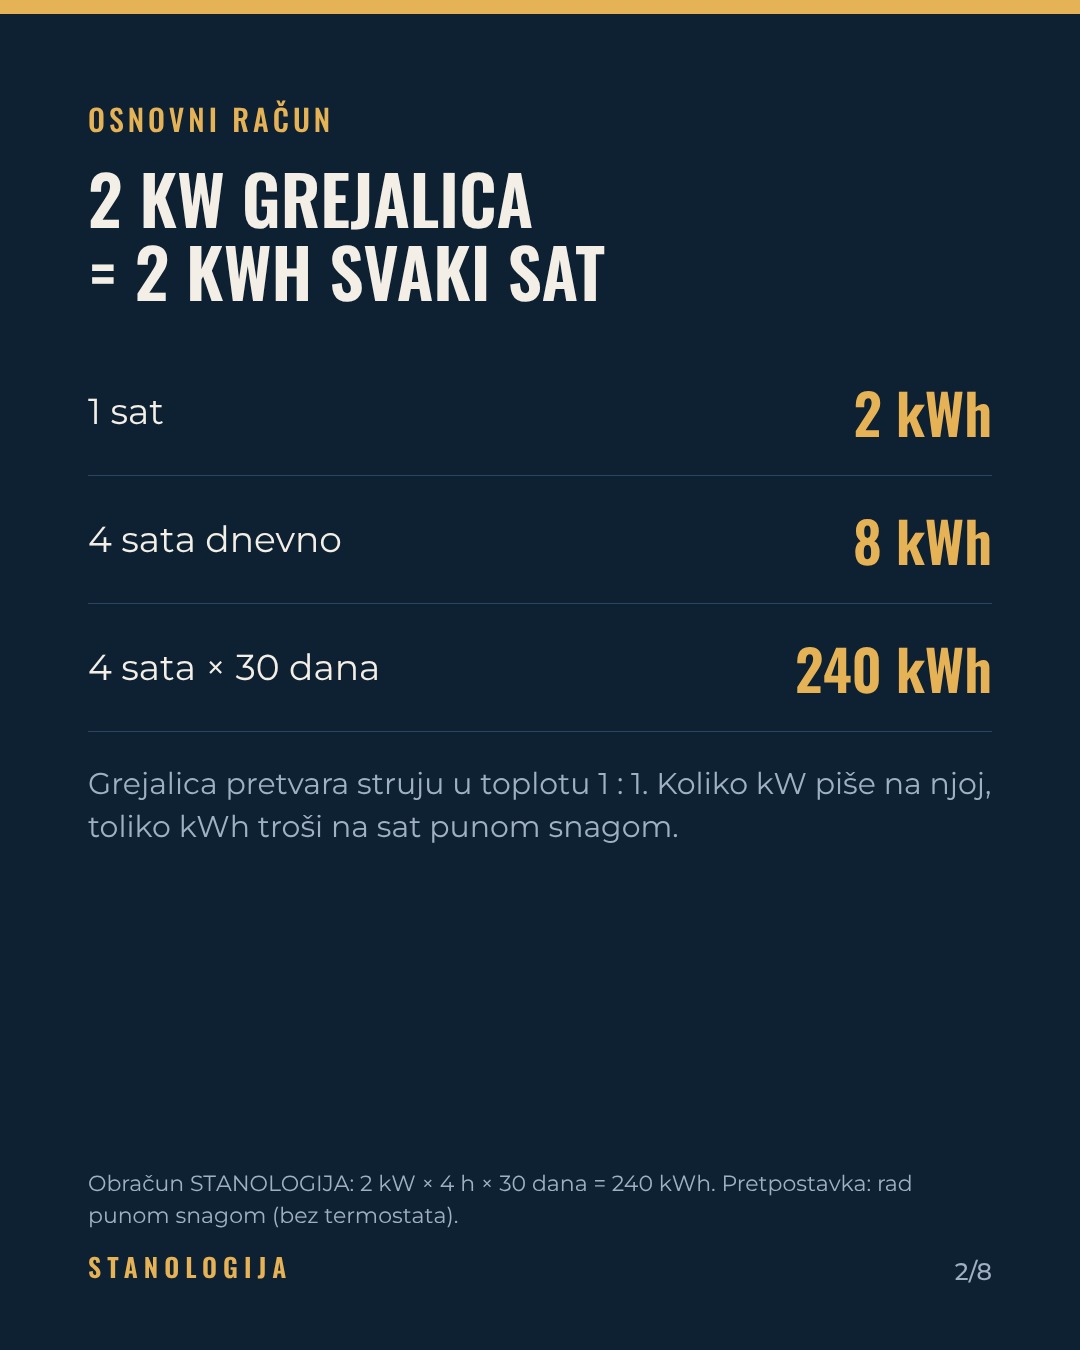 OSNOVNI RAČUN
2 KW GREJALICA
= 2 KWH SVAKI SAT
1 sat
2 kWh
4 sata dnevno
8 kWh
4 sata × 30 dana
240 kWh
Grejalica pretvara struju u toplotu 1 : 1. Koliko kW piše na njoj,
toliko kWh troši na sat punom snagom.
Obračun STANOLOGIJA: 2 kW × 4 h × 30 dana = 240 kWh. Pretpostavka: rad
punom snagom (bez termostata).
STANOLOGIJA
2/8